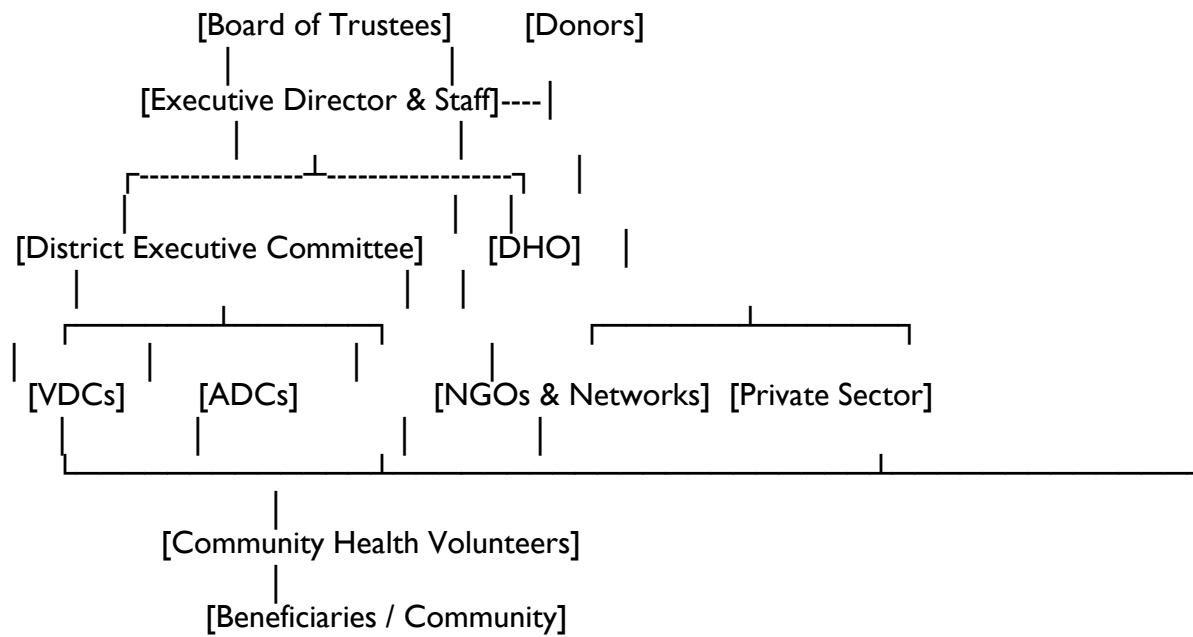 [Board of Trustees] [Donors]
[Executive Director & Staff]----
[District Executive Committee] [DHO]
[VDCs] [ADCs] [NGOs & Networks] [Private Sector]
[Community Health Volunteers]
[Beneficiaries / Community]